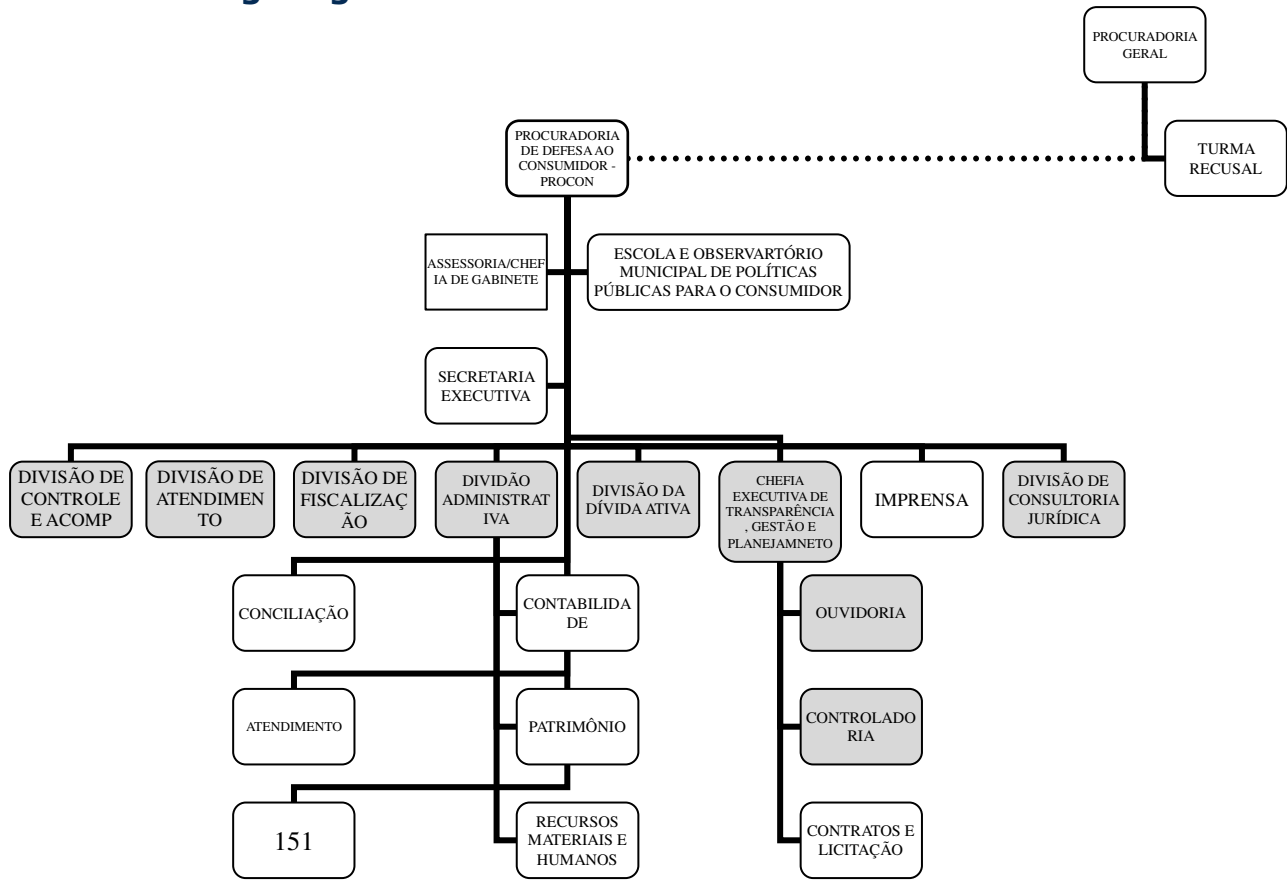 PROCURADORIA
GERAL
PROCURADORIA
DE DEFESA AO
CONSUMIDOR -
PROCON
TURMA
RECUSAL
ASSESSORIA/CHEF
IA DE GABINETE
ESCOLA E OBSERVARTÓRIO
MUNICIPAL DE POLÍTICAS
PÚBLICAS PARA O CONSUMIDOR
SECRETARIA
EXECUTIVA
DIVISÃO DE
CONTROLE
E ACOMP
DIVISÃO DE
ATENDIMEN
TO
DIVISÃO DE
FISCALIZAÇ
ÃO
DIVIDÃO
ADMINISTRAT
IVA
DIVISÃO DA
DÍVIDA ATIVA
CHEFIA
EXECUTIVA DE
TRANSPARÊNCIA
, GESTÃO E
PLANEJAMNETO
IMPRENSA
DIVISÃO DE
CONSULTORIA
JURÍDICA
CONCILIAÇÃO
CONTABILIDA
DE
OUVIDORIA
ATENDIMENTO
PATRIMÔNIO
CONTROLADO
RIA
151
RECURSOS
MATERIAIS E
HUMANOS
CONTRATOS E
LICITAÇÃO